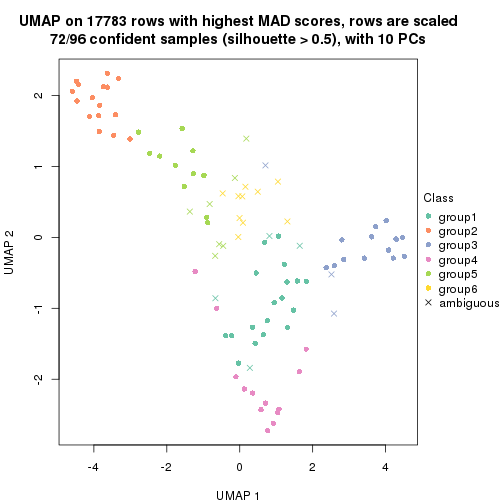 UMAP on 17783 rows with highest MAD scores, rows are scaled
72/96 confident samples (silhouette > 0.5), with 10 PCs
2
1
0
-1
-2
UMAP 2
-4
-2
0
2
4
UMAP 1
Class
group1
group2
group3
group4
group5
group6
ambiguous